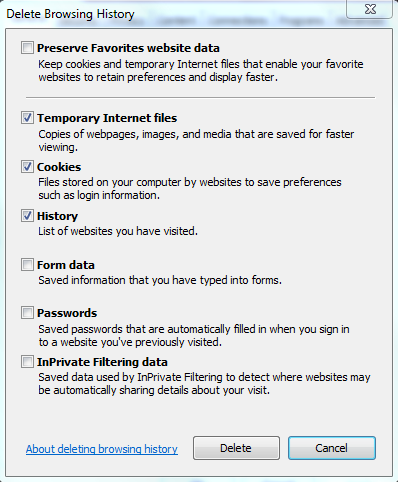 Delete Browsing History
Preserve Favorites website data
Keep cookies and temporary Internet files that enable your favorite
websites to retain preferences and display faster.
Temporary Internet files
Copies of webpages, images, and media that are saved for faster
viewing.
Cookies
Files stored on your computer by websites to save preferences
such as login information.
History
List of websites you have visited.
Form data
Saved information that you have typed into forms.
Passwords
Saved passwords that are automatically filled in when you sign in
to a website you've previously visited.
InPrivate Filtering data
Saved data used by InPrivate Filtering to detect where websites may
be automatically sharing details about your visit.
About deleting browsing history
Delete
Cancel